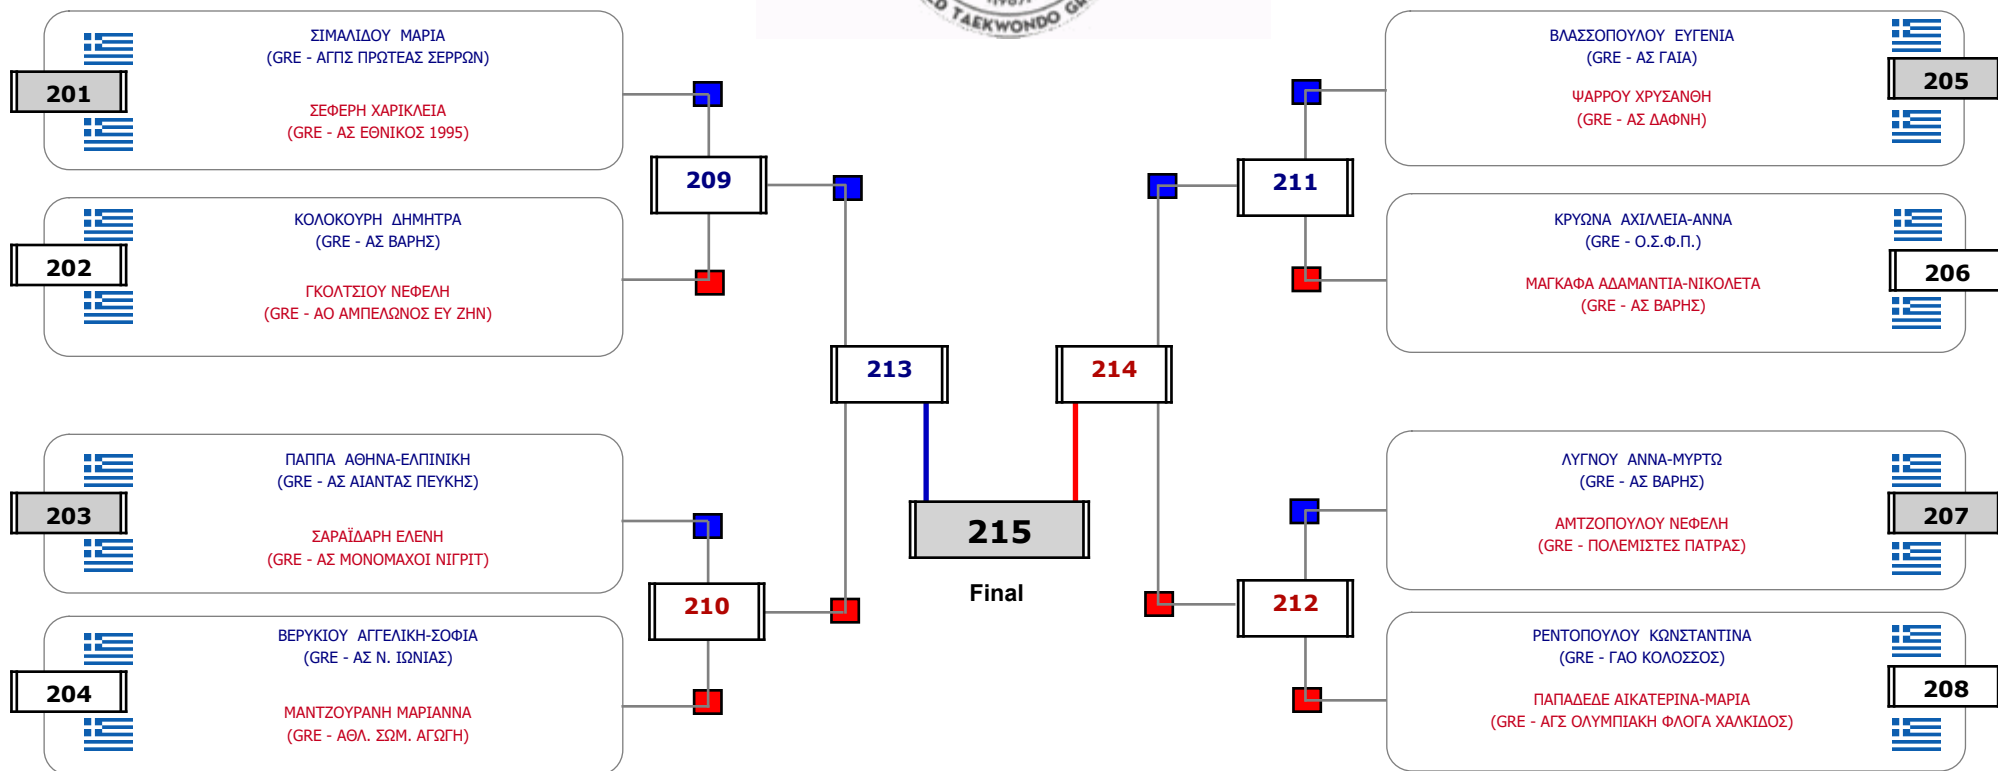 TAEKWONDO
201
ΣΙΜΑΛΙΔΟΥ ΜΑΡΙΑ
(GRE - ΑΓΠΣ ΠΡΩΤΕΑΣ ΣΕΡΡΩΝ)
ΣΕΦΕΡΗ ΧΑΡΙΚΛΕΙΑ
(GRE - ΑΣ ΕΘΝΙΚΟΣ 1995)
202
ΚΟΛΟΚΟΥΡΗ ΔΗΜΗΤΡΑ
(GRE - ΑΣ ΒΑΡΗΣ)
ΓΚΟΛΤΣΙΟΥ ΝΕΦΕΛΗ
(GRE - ΑΟ ΑΜΠΕΛΩΝΟΣ ΕΥ ΖΗΝ)
209
203
ΠΑΠΠΑ ΑΘΗΝΑ-ΕΛΠΙΝΙΚΗ
(GRE - ΑΣ ΑΙΑΝΤΑΣ ΠΕΥΚΗΣ)
ΣΑΡΑΪΔΑΡΗ ΕΛΕΝΗ
(GRE - ΑΣ ΜΟΝΟΜΑΧΟΙ ΝΙΓΡΙΤ)
204
ΒΕΡΥΚΙΟΥ ΑΓΓΕΛΙΚΗ-ΣΟΦΙΑ
(GRE - ΑΣ Ν. ΙΩΝΙΑΣ)
ΜΑΝΤΖΟΥΡΑΝΗ ΜΑΡΙΑΝΝΑ
(GRE - ΑΘΛ. ΣΩΜ. ΑΓΩΓΗ)
210
213
215
Final
214
211
212
ΒΛΑΣΣΟΠΟΥΛΟΥ ΕΥΓΕΝΙΑ
(GRE - ΑΣ ΓΑΙΑ)
ΨΑΡΡΟΥ ΧΡΥΣΑΝΘΗ
(GRE - ΑΣ ΔΑΦΝΗ)
205
ΚΡΥΩΝΑ ΑΧΙΛΛΕΙΑ-ΑΝΝΑ
(GRE - Ο.Σ.Φ.Π.)
ΜΑΓΚΑΦΑ ΑΔΑΜΑΝΤΙΑ-ΝΙΚΟΛΕΤΑ
(GRE - ΑΣ ΒΑΡΗΣ)
206
ΛΥΓΝΟΥ ΑΝΝΑ-ΜΥΡΤΩ
(GRE - ΑΣ ΒΑΡΗΣ)
ΑΜΤΖΟΠΟΥΛΟΥ ΝΕΦΕΛΗ
(GRE - ΠΟΛΕΜΙΣΤΕΣ ΠΑΤΡΑΣ)
207
ΡΕΝΤΟΠΟΥΛΟΥ ΚΩΝΣΤΑΝΤΙΝΑ
(GRE - ΓΑΟ ΚΟΛΟΣΣΟΣ)
ΠΑΠΑΔΕΔΕ ΑΙΚΑΤΕΡΙΝΑ-ΜΑΡΙΑ
(GRE - ΑΓΣ ΟΛΥΜΠΙΑΚΗ ΦΛΟΓΑ ΧΑΛΚΙΔΟΣ)
208